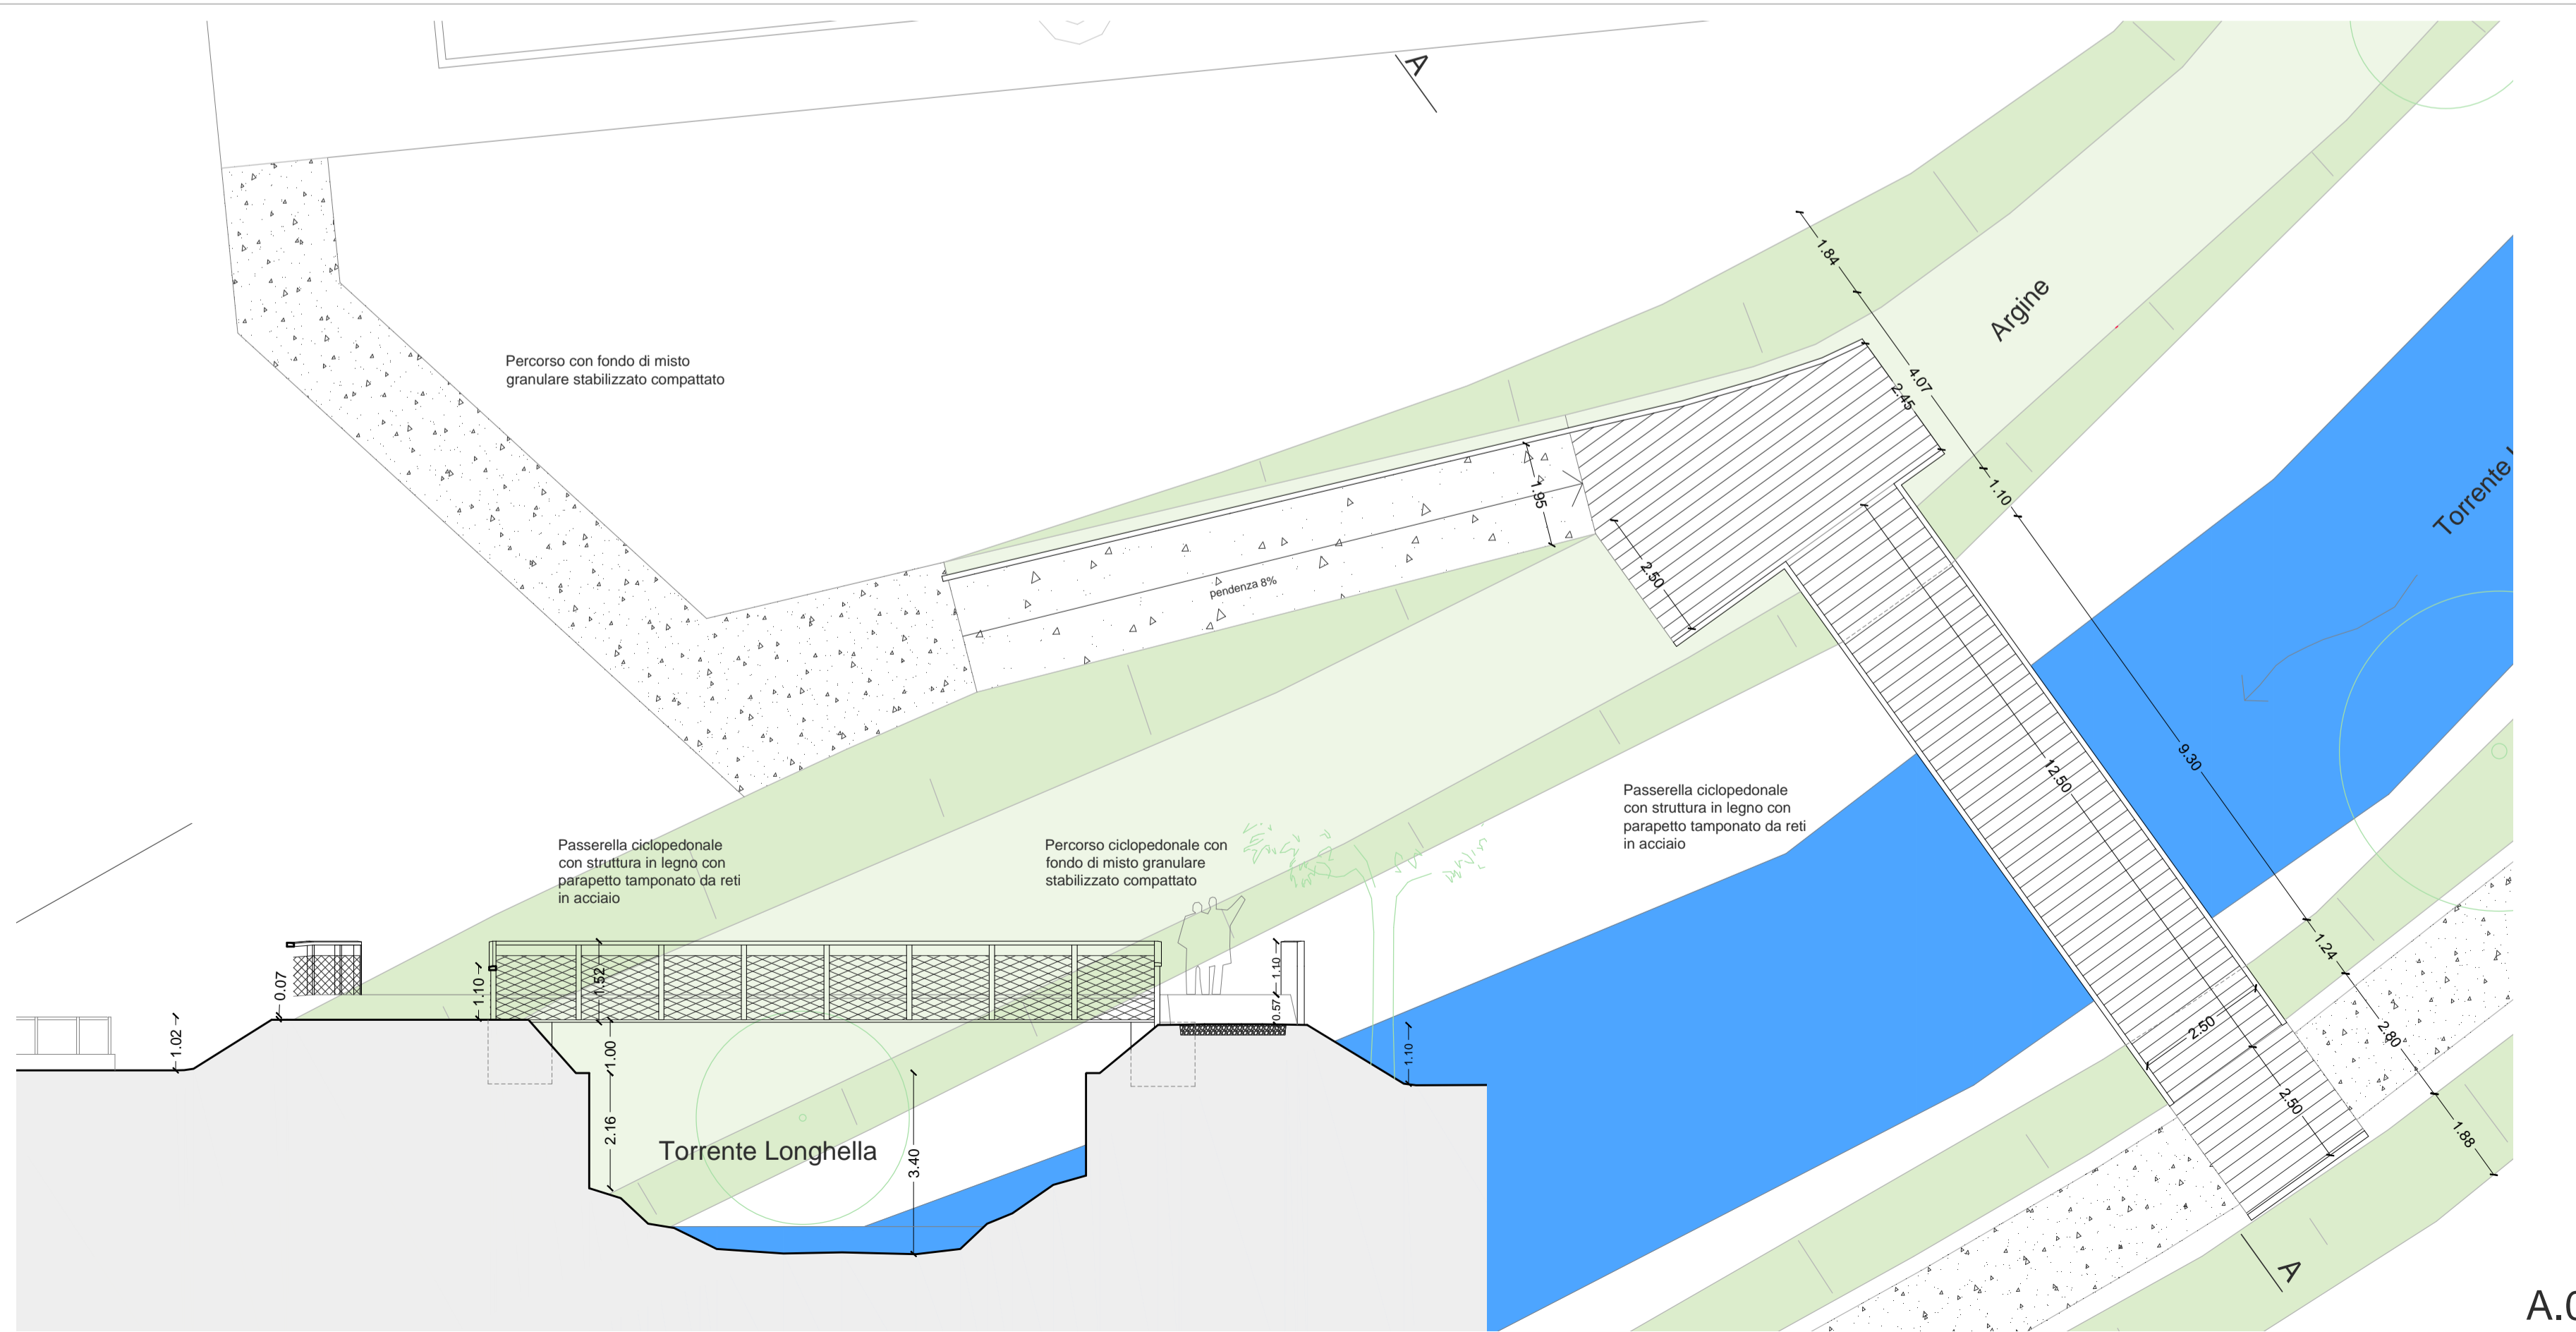 A
1.84
Argine
4.07
2.45
Percorso con fondo di misto
granulare stabilizzato compattato
1.95
1.10
Torrente
pendenza 8%
2.50
9.30
12.50
Passerella ciclopedonale
con struttura in legno con
parapetto tamponato da reti
in acciaio
Passerella ciclopedonale
con struttura in legno con
parapetto tamponato da reti
in acciaio
Percorso ciclopedonale con
fondo di misto granulare
stabilizzato compattato
1.24
2.50
2.80
2.50
1.88
0.07
1.10
1.52
1.10
0.57
1.02
1.00
1.10
2.16
Torrente Longhella
3.40
A
A.0